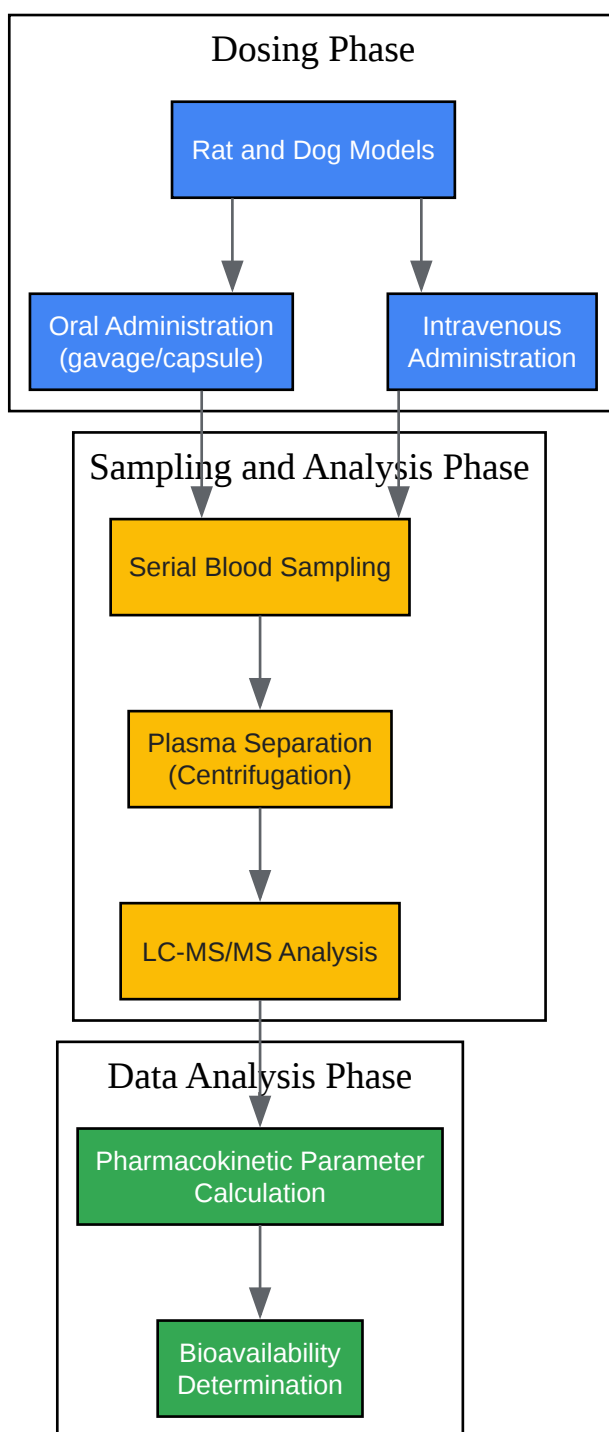 Dosing Phase
Rat and Dog Models
Oral Administration
(gavage/capsule)
Intravenous
Administration
Sampling and Analysis Phase
Serial Blood Sampling
Plasma Separation
(Centrifugation)
LC-MS/MS Analysis
Data Analysis Phase
Pharmacokinetic Parameter
Calculation
Bioavailability
Determination